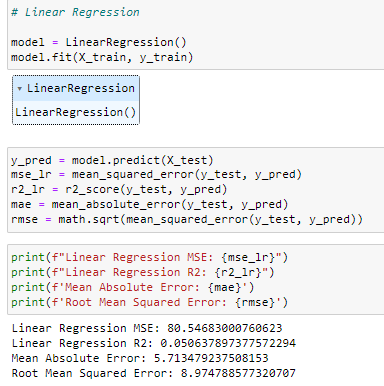 # Linear Regression
model = LinearRegression()
model.fit(X_train, y_train)
▾ LinearRegression
LinearRegression()
y_pred = model.predict(X_test)
mse_lr = mean_squared_error(y_test, y_pred)
r2_lr = r2_score(y_test, y_pred)
mae = mean_absolute_error(y_test, y_pred)
rmse = math.sqrt(mean_squared_error(y_test, y_pred))
print(f"Linear Regression MSE: {mse_lr}")
print(f"Linear Regression R2: {r2_lr}")
print(f'Mean Absolute Error: {mae}')
print(f'Root Mean Squared Error: {rmse}')
Linear Regression MSE: 80.54683000760623
Linear Regression R2: 0.050637897377572294
Mean Absolute Error: 5.713479237508153
Root Mean Squared Error: 8.974788577320707